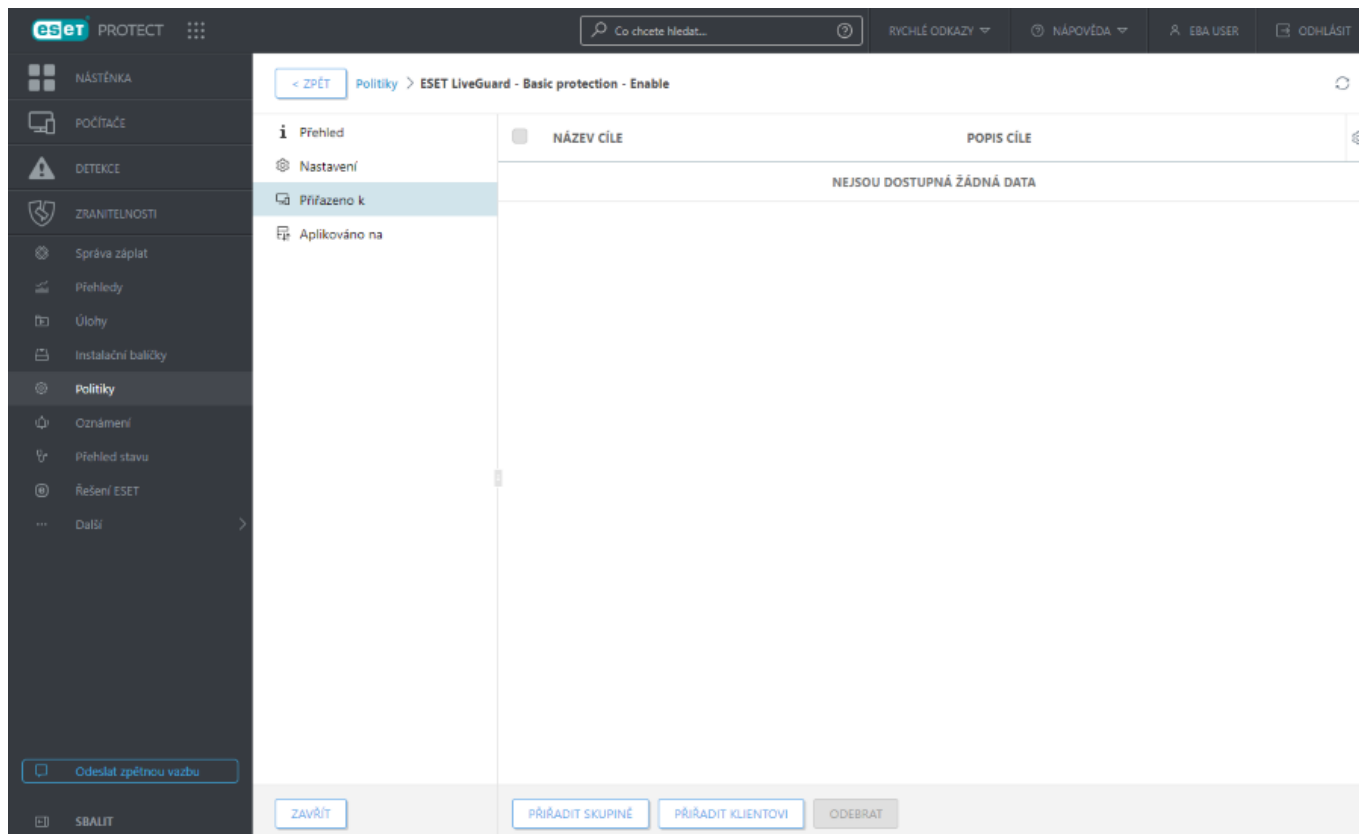 eset PROTECT
Co chcete hledat...
RYCHLÉ ODKAZY
NÁPOVĚDA
EBA USER
ODHLÁSIT
NÁSTĚNKA
POČÍTAČE
DETEKCE
ZRANITELNOSTI
Správa záplat
Přehledy
Úlohy
Instalační balíčky
Politiky
Oznámení
Přehled stavu
Řešení ESET
Další
Odeslat zpětnou vazbu
SBALIT
< ZPĚT
Politiky > ESET LiveGuard - Basic protection - Enable
Přehled
Nastavení
Přiřazeno k
Aplikováno na
NÁZEV CÍLE
POPIS CÍLE
NEJSOU DOSTUPNÁ ŽÁDNÁ DATA
ZAVŘÍT
PŘIŘADIT SKUPINĚ
PŘIŘADIT KLIENTOVI
ODEBRAT